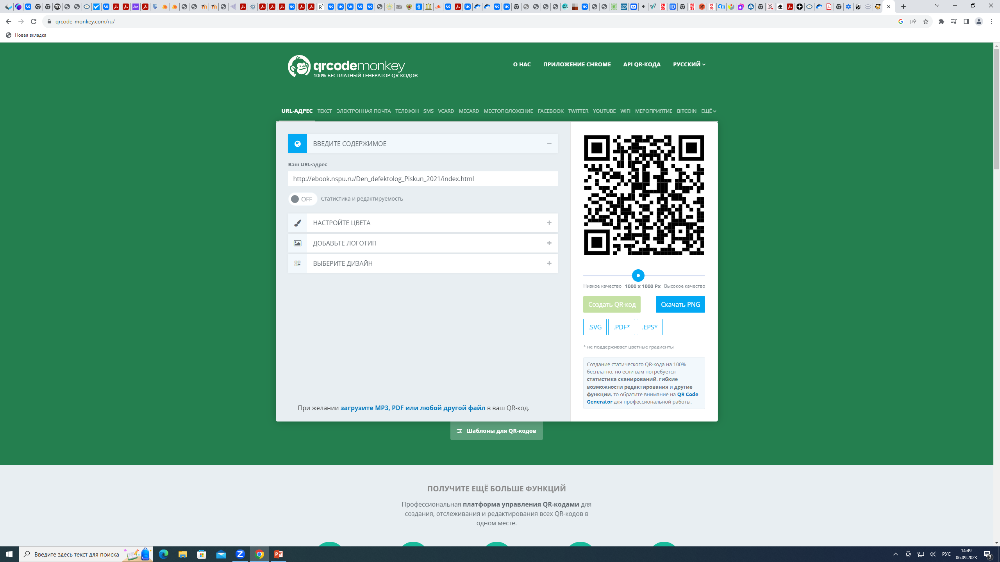 qrcode-monkey.com/ru/
Новая вкладка
qrcodemonkey
100% БЕСПЛАТНЫЙ ГЕНЕРАТОР QR-КОДОВ
О НАС ПРИЛОЖЕНИЕ CHROME API QR-КОДА РУССКИЙ
URL-АДРЕС ТЕКСТ ЭЛЕКТРОННАЯ ПОЧТА ТЕЛЕФОН SMS VCARD MECARD МЕСТОПОЛОЖЕНИЕ FACEBOOK TWITTER YOUTUBE WIFI МЕРОПРИЯТИЕ BITCOIN ЕЩЁ
ВВЕДИТЕ СОДЕРЖИМОЕ
Ваш URL-адрес
http://ebook.nspu.ru/Den_defektolog_Piskun_2021/index.html
OFF Статистика и редактируемость
НАСТРОЙТЕ ЦВЕТА
ДОБАВЬТЕ ЛОГОТИП
ВЫБЕРИТЕ ДИЗАЙН
При желании загрузите MP3, PDF или любой другой файл в ваш QR-код.
Низкое качество 1000 x 1000 Px Высокое качество
Создать QR-код Скачать PNG
.SVG .PDF* .EPS*
* не поддерживает цветные градиенты
Создание статического QR-кода на 100%
бесплатно, но если вам потребуется
статистика сканирований, гибкие
возможности редактирования и другие
функции, то обратите внимание на QR Code
Generator для профессиональной работы.
Шаблоны для QR-кодов
ПОЛУЧИТЕ ЕЩЁ БОЛЬШЕ ФУНКЦИЙ
Профессиональная платформа управления QR-кодами для
создания, отслеживания и редактирования всех QR-кодов в
одном месте.
Введите здесь текст для поиска
РУС
14:49
06.09.2023
3